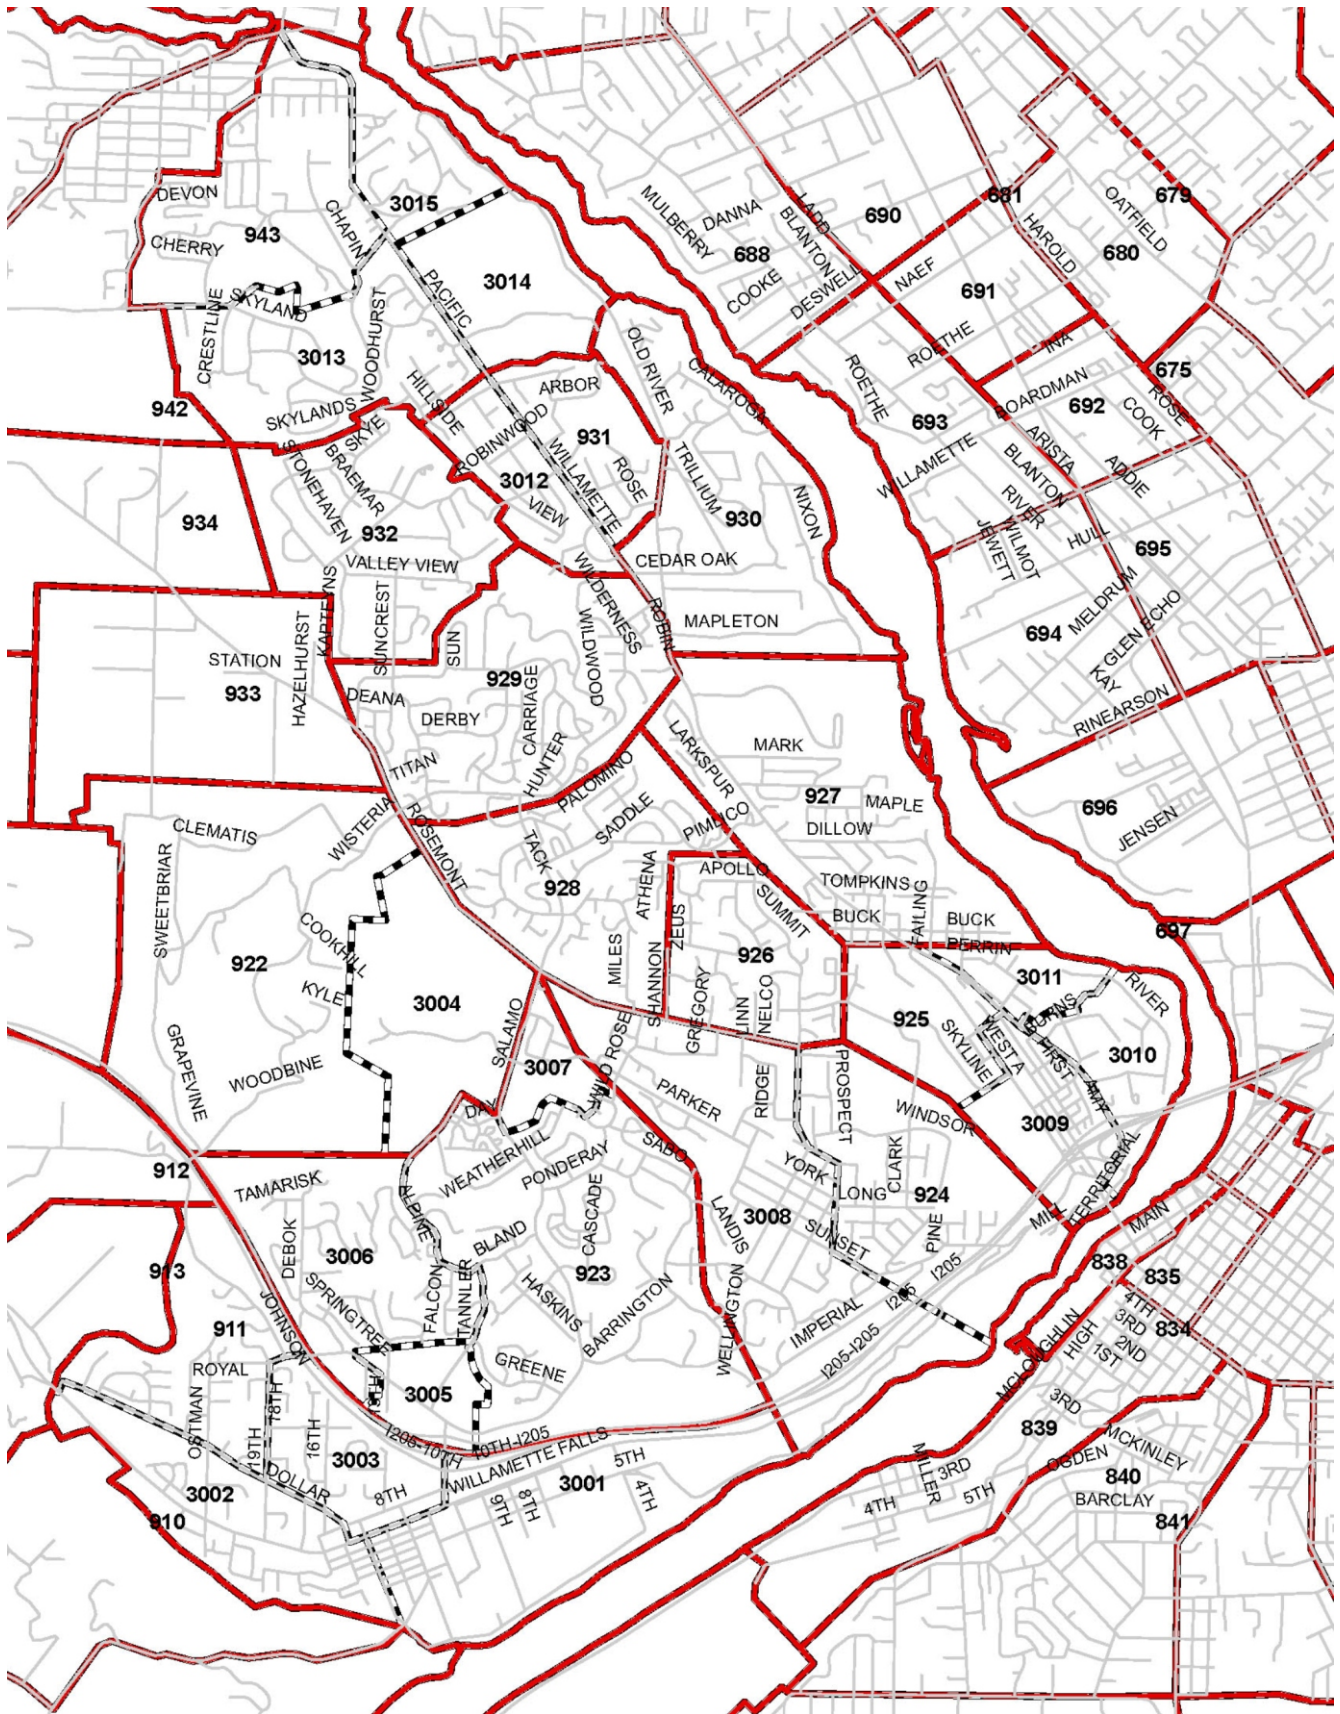 DEVON
3015
MULBERRY
DANNA
LADD
BLANTON
690
681
OATFIELD
679
943
CHAPIN
CHERRY
688
HAROLD
680
COOKE
DESWELL
NAEF
3014
PACIFIC
691
SKYLAND
CRESTLINE
WOODHURST
3013
OLD RIVER
ROETHE
INA
675
CALAROGA
ROETHE
ARBOR
HILLSIDE
BOARDMAN
692
ROSE
942
SKYLANDS
SKYE
COOK
693
931
ROBINWOOD
WILLAMETTE
ARISTA
STONEHAVEN
BRAEMAR
TRILLIUM
ROSE
WILLAMETTE
BLANTON
ADDIE
3012
934
VIEW
930
NIXON
RIVER
932
HULL
695
JEWETT
WILMOT
VALLEY VIEW
CEDAR OAK
WILDERNESS
KAPTEYNS
SUNCREST
MELDRUM
GLEN ECHO
ROBIN
MAPLETON
694
WILDWOOD
HAZELHURST
SUN
STATION
933
929
KAY
DEANA
CARRIAGE
DERBY
RINEARSON
LARKSPUR
MARK
TITAN
HUNTER
PALOMINO
927
MAPLE
696
WISTERIA
CLEMATIS
ROSEMONT
SADDLE
PIMLICO
DILLOW
JENSEN
TACK
SWEETBRIAR
928
ATHENA
APOLLO
TOMPKINS
SUMMIT
BUCK
BUCK
FAILING
ZEUS
697
COOKHILL
PERRIN
922
MILES
926
KYLE
3004
SHANNON
GREGORY
LINN
NELCO
3011
RIVER
925
BURNS
SALAMO
SKYLINE
WEST A
FIRST
3010
GRAPEVINE
WOODBINE
3007
WILD ROSE
PARKER
RIDGE
PROSPECT
AMY
DAY
WINDSOR
3009
WEATHERHILL
PONDERAY
SABO
912
TAMARISK
YORK
CLARK
TERRITORIAL
ALPINE
LONG
924
CASCADE
LANDIS
3008
MILL
MAIN
DEBOK
3006
BLAND
SUNSET
PINE
913
923
I205
838
835
SPRINGTREE
FALCON
TANNLER
HASKINS
BARRINGTON
I205
4TH
834
911
JOHNSON
WELLINGTON
IMPERIAL
3RD
2ND
ROYAL
GREENE
I205-I205
MCLOUGHLIN
HIGH
1ST
3005
OSTMAN
18TH
3RD
16TH
19TH
I205-10TH
10TH-I205
839
MCKINLEY
3003
WILLAMETTE FALLS
5TH
MILLER
OGDEN
DOLLAR
3001
3RD
840
3002
8TH
9TH
8TH
4TH
4TH
5TH
BARCLAY
910
841